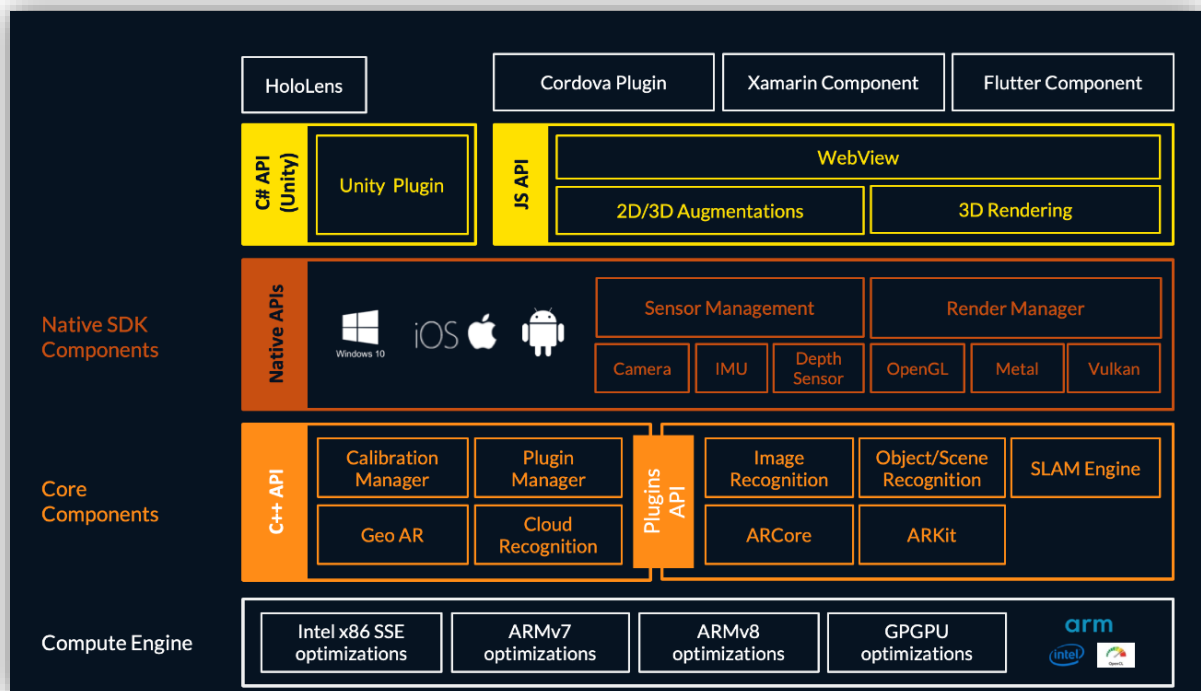 HoloLens
Cordova Plugin
Xamarin Component
Flutter Component
C# API
(Unity)
Unity Plugin
JS API
WebView
2D/3D Augmentations
3D Rendering
Native SDK
Components
Native APIs
Windows 10
iOS
Sensor Management
Render Manager
Camera
IMU
Depth
Sensor
OpenGL
Metal
Vulkan
Core
Components
C++ API
Calibration
Manager
Plugin
Manager
Geo AR
Cloud
Recognition
Plugins
API
Image
Recognition
Object/Scene
Recognition
SLAM Engine
ARCore
ARKit
Compute Engine
Intel x86 SSE
optimizations
ARMv7
optimizations
ARMv8
optimizations
GPGPU
optimizations
arm
intel
OpenGL